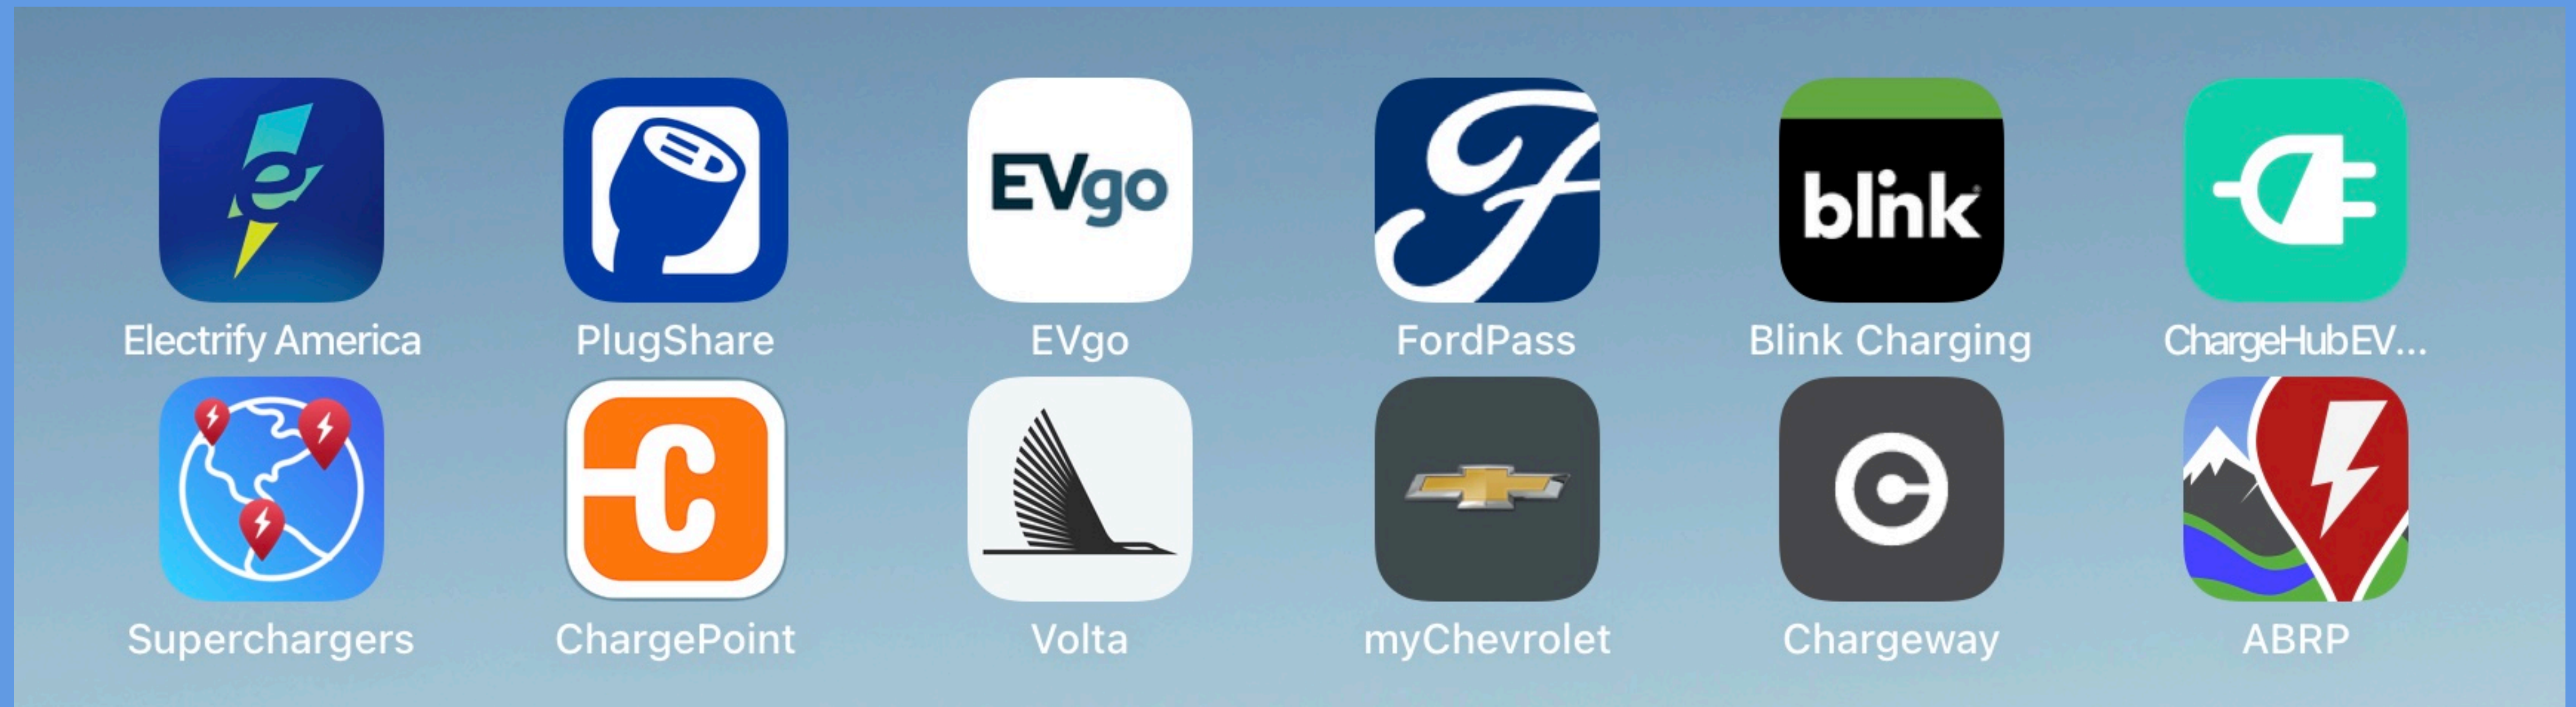 EVgo
blink
Electrify America
PlugShare
EVgo
FordPass
Blink Charging
ChargeHubEV...
Superchargers
ChargePoint
Volta
myChevrolet
Chargeway
ABRP